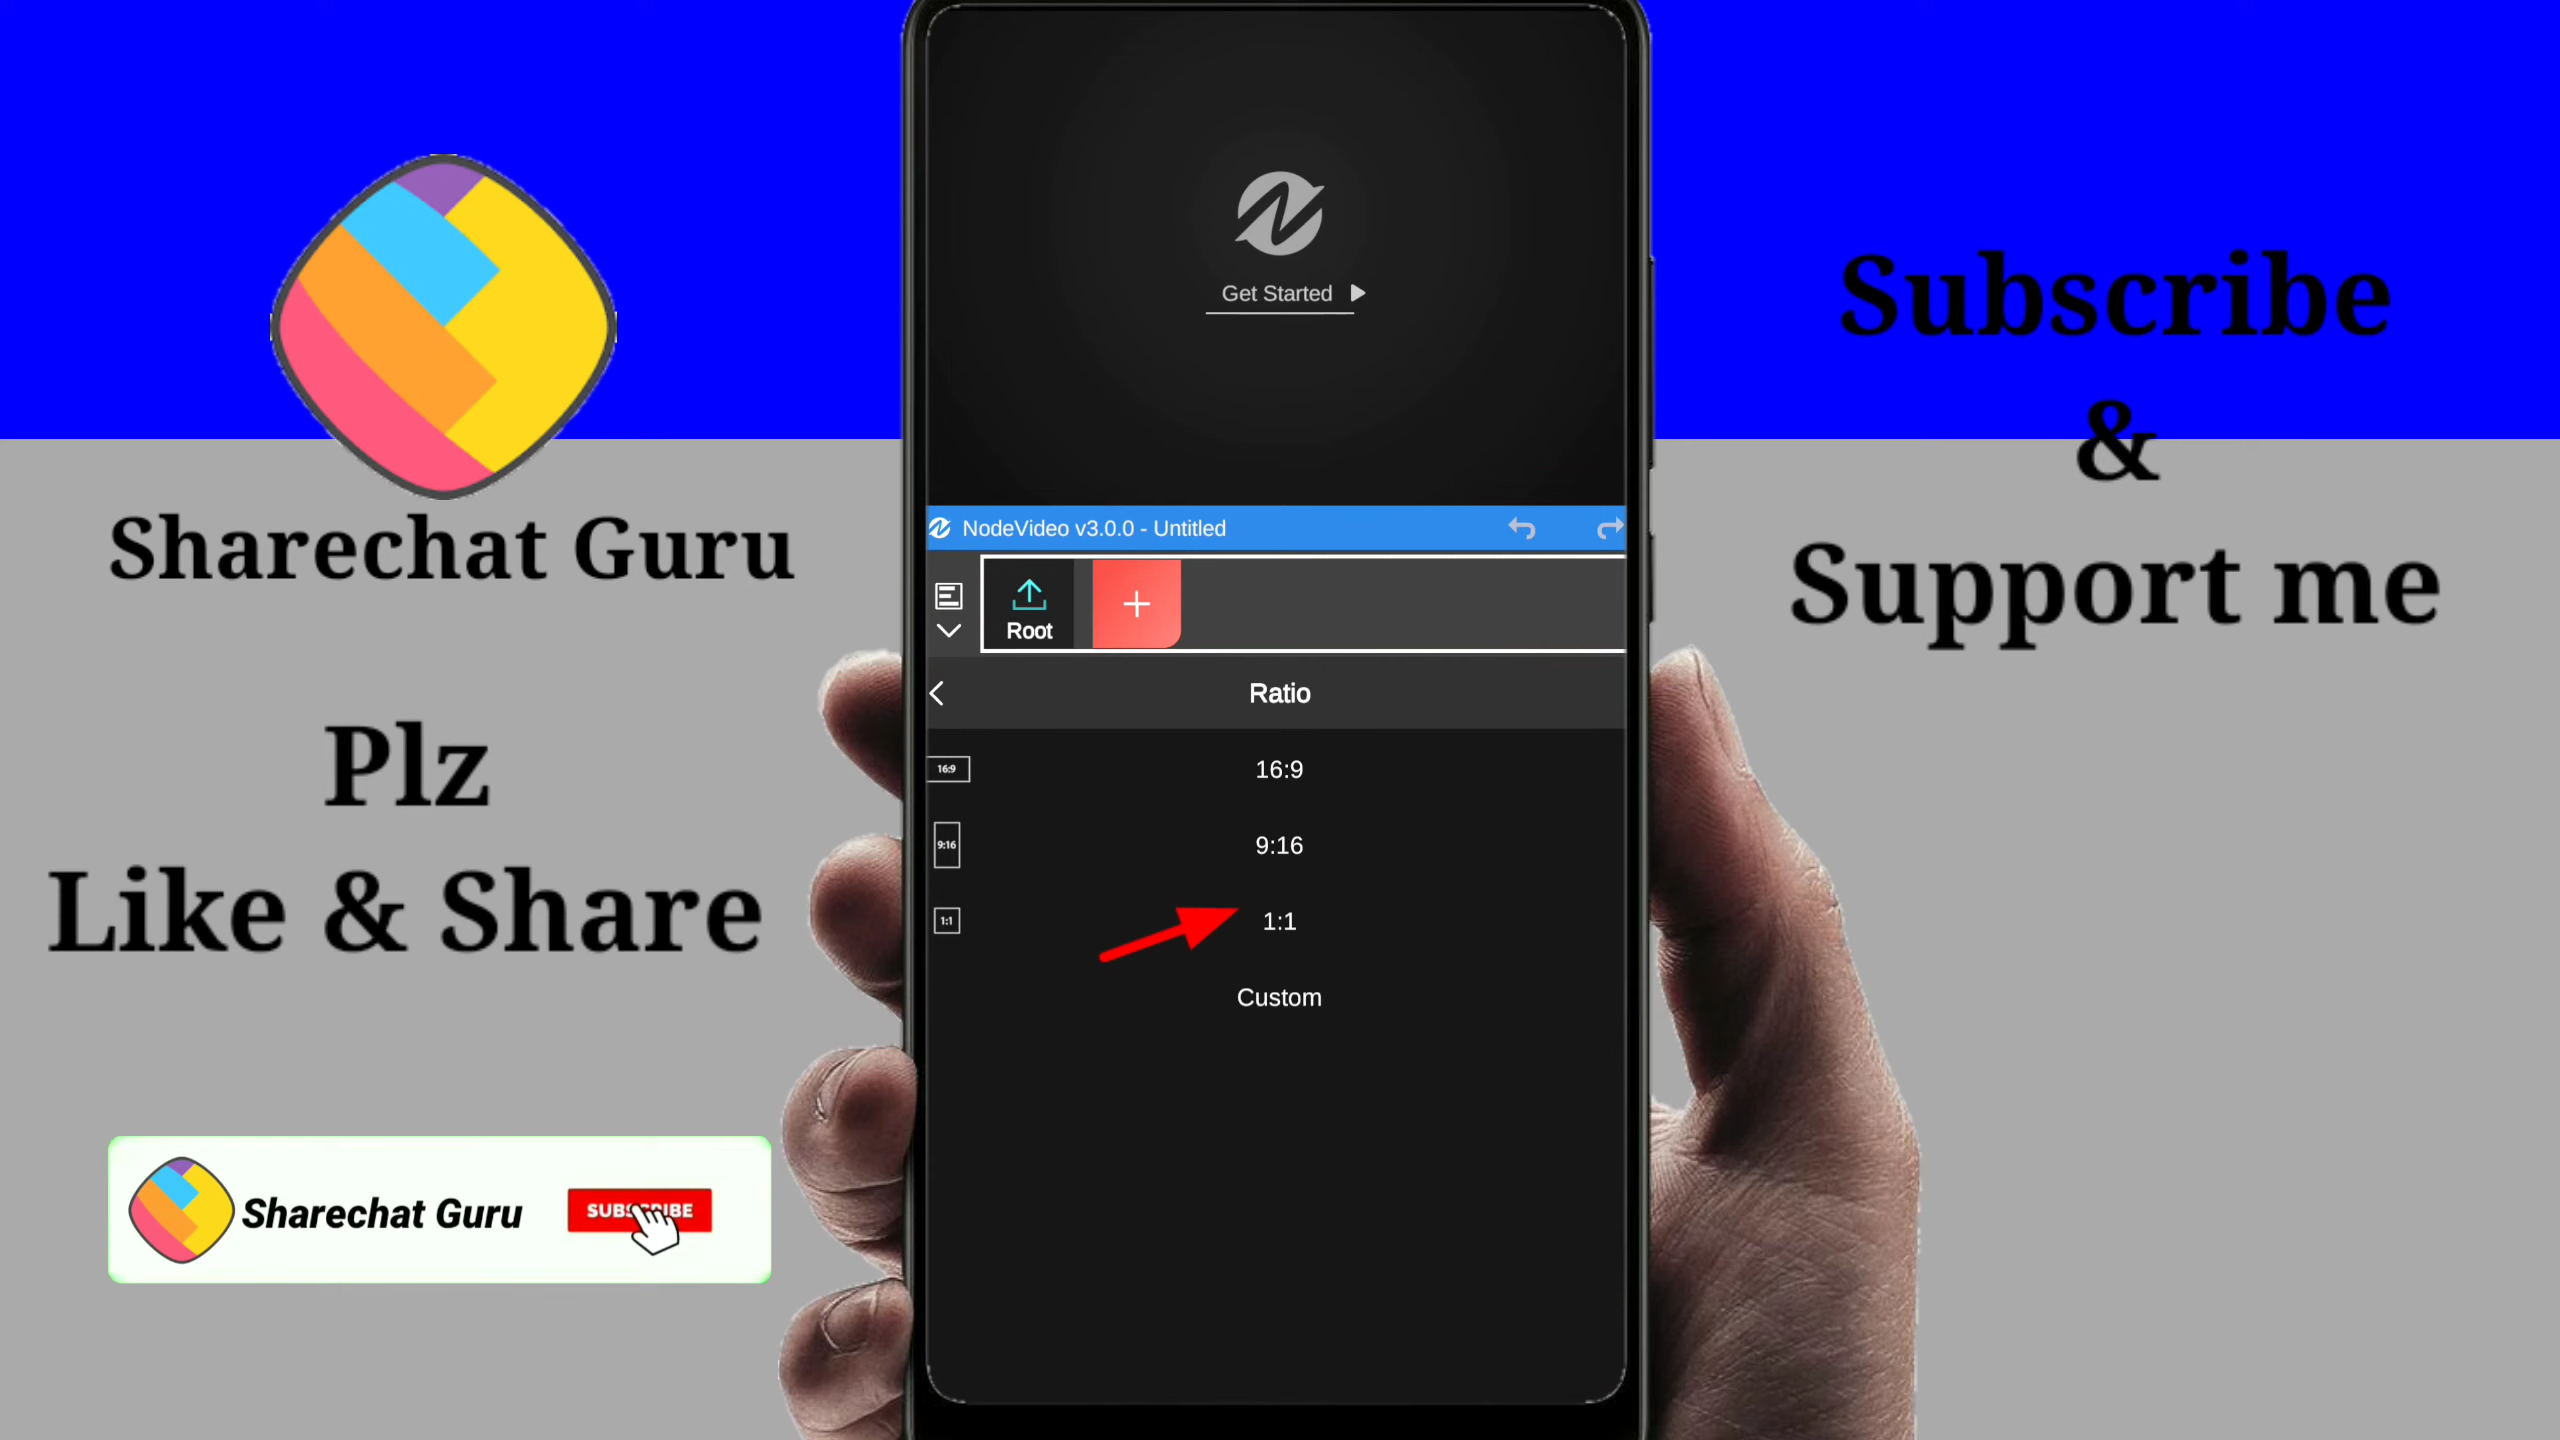 Sharechat Guru
Plz
Like & Share
Sharechat Guru
SUBSCRIBE
Get Started
NodeVideo v3.0.0 - Untitled
Root
Ratio
16:9
16:9
9:16
9:16
1:1
1:1
Custom
Subscribe
&
Support me